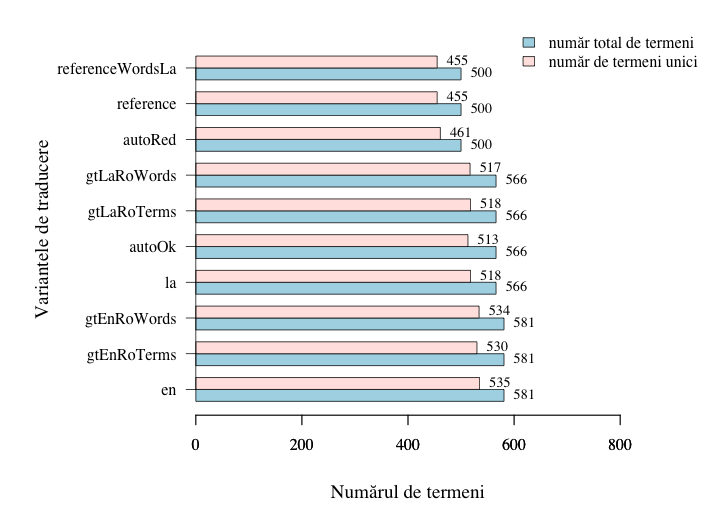 număr total de termeni
număr de termeni unici
Variantele de traducere
referenceWordsLa
455
500
reference
455
500
autoRed
461
500
gtLaRoWords
517
566
gtLaRoTerms
518
566
autoOk
513
566
la
518
566
gtEnRoWords
534
581
gtEnRoTerms
530
581
en
535
581
0 200 400 600 800
Numărul de termeni